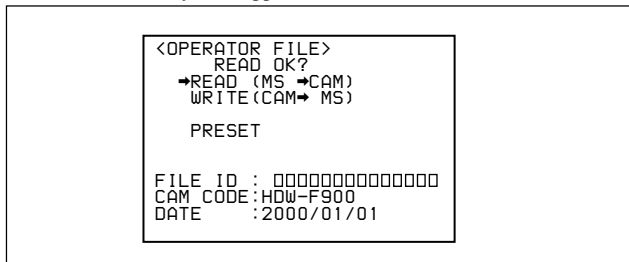 <OPERATOR FILE>
READ OK?
➡READ (MS ➡CAM)
WRITE(CAM➡ MS)
PRESET
FILE ID : □□□□□□□□□□□□□□
CAM CODE:HDW-F900
DATE :2000/01/01